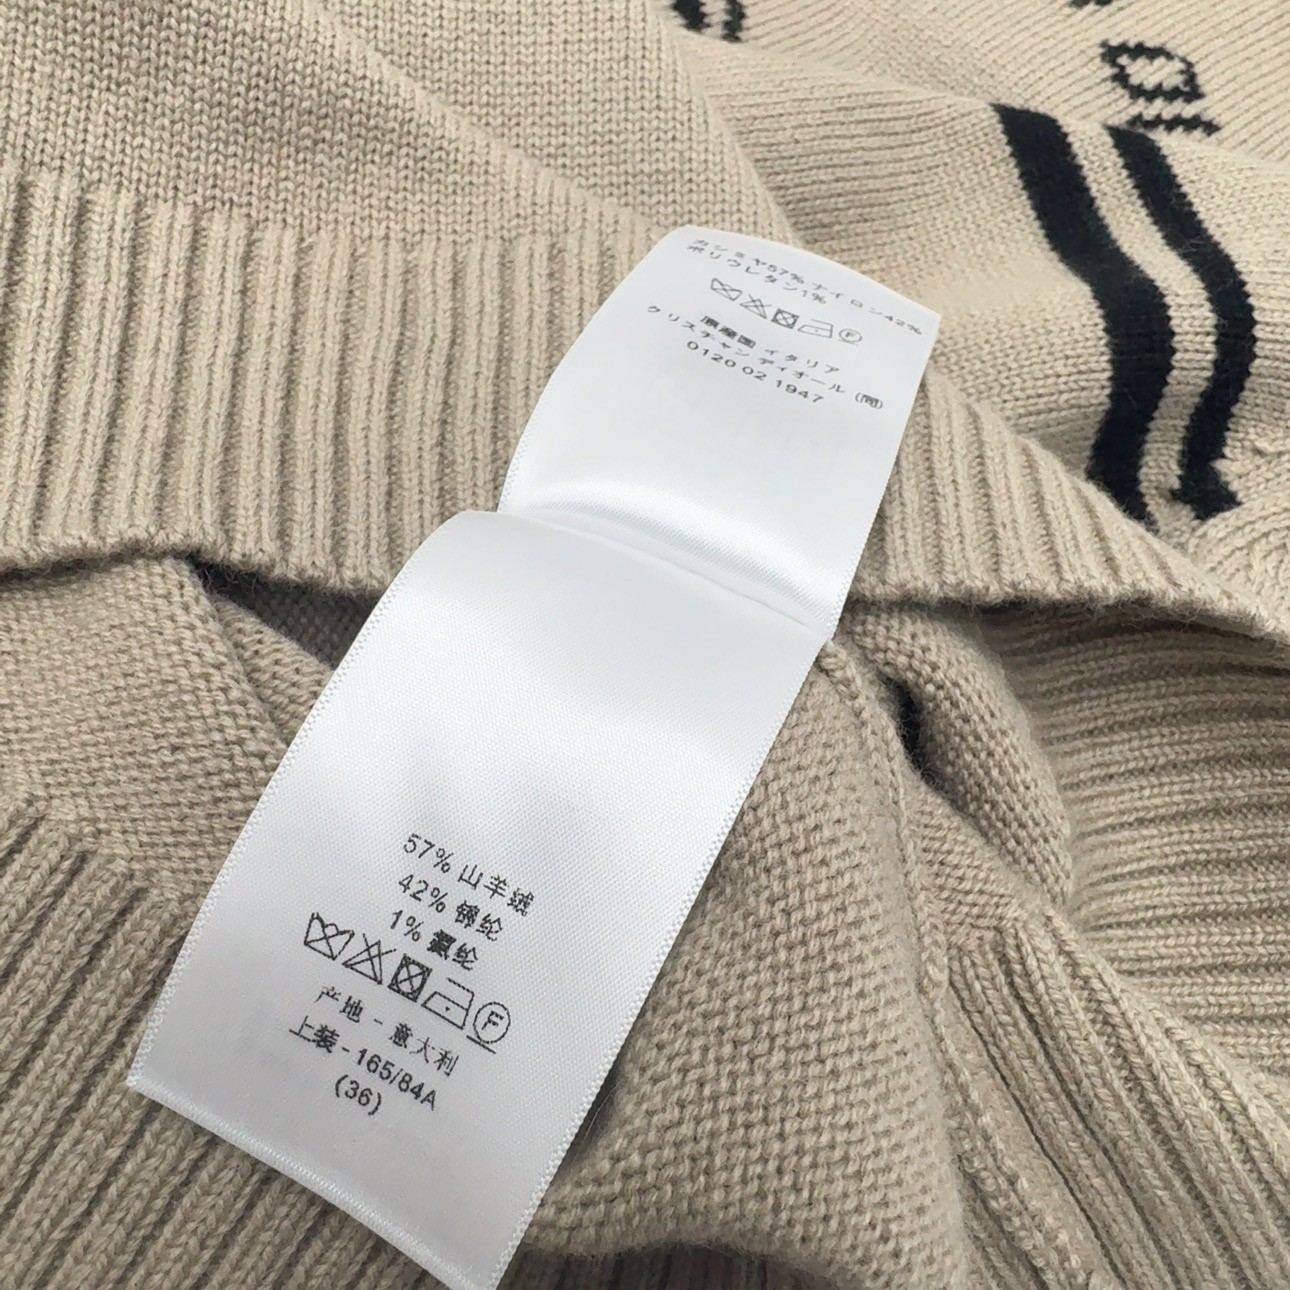 カシミヤ57% ナイロン42%
ポリウレタン1%
F
原産国 イタリア
クリスチャン ディオール (同)
0120 02 1947
57% 山羊绒
42% 锦纶
1% 氨纶
F
产地 - 意大利
上装 - 165/84A
(36)